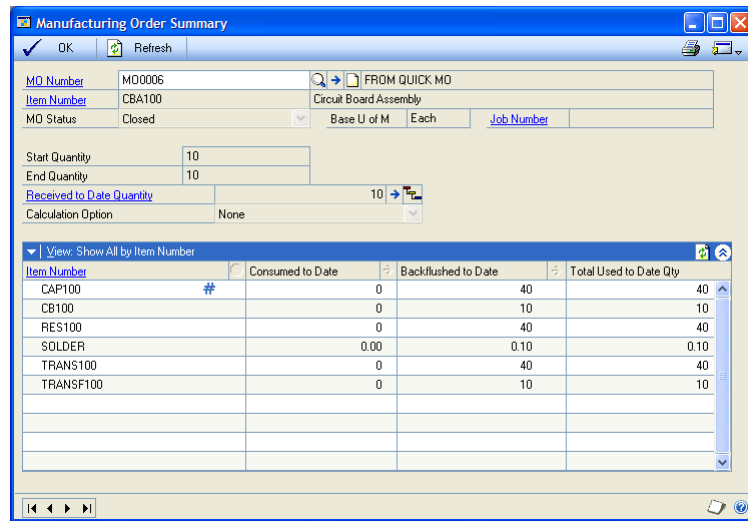 Manufacturing Order Summary
OK Refresh
MO Number MO0006 FROM QUICK MO
Item Number CBA100 Circuit Board Assembly
MO Status Closed Base U of M Each Job Number
Start Quantity 10
End Quantity 10
Received to Date Quantity 10
Calculation Option None
View: Show All by Item Number
Item Number Consumed to Date Backflushed to Date Total Used to Date Qty
CAP100 # 0 40 40
CB100 0 10 10
RES100 0 40 40
SOLDER 0.00 0.10 0.10
TRANS100 0 40 40
TRANSF100 0 10 10